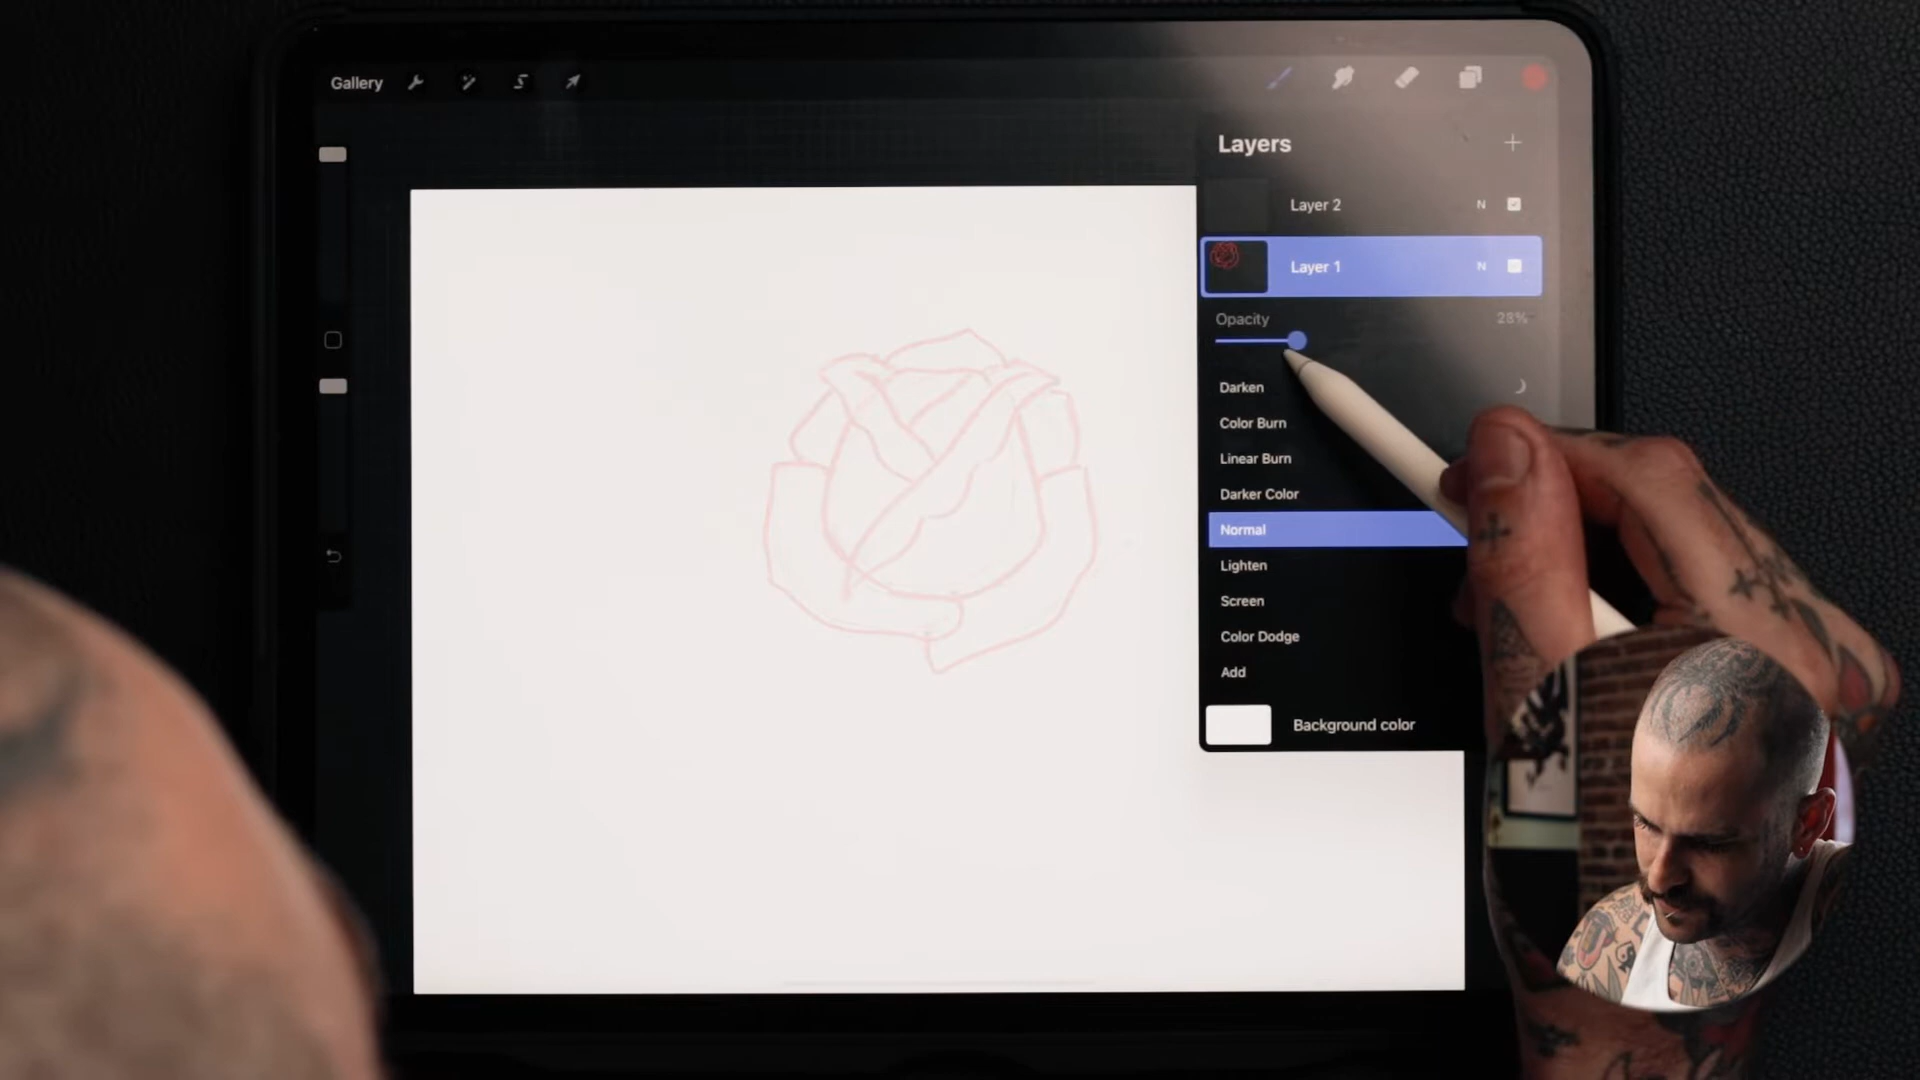 Gallery
Layers
Layer 2 N
Layer 1 N
Opacity 28%
Darken
Color Burn
Linear Burn
Darker Color
Normal
Lighten
Screen
Color Dodge
Add
Background color